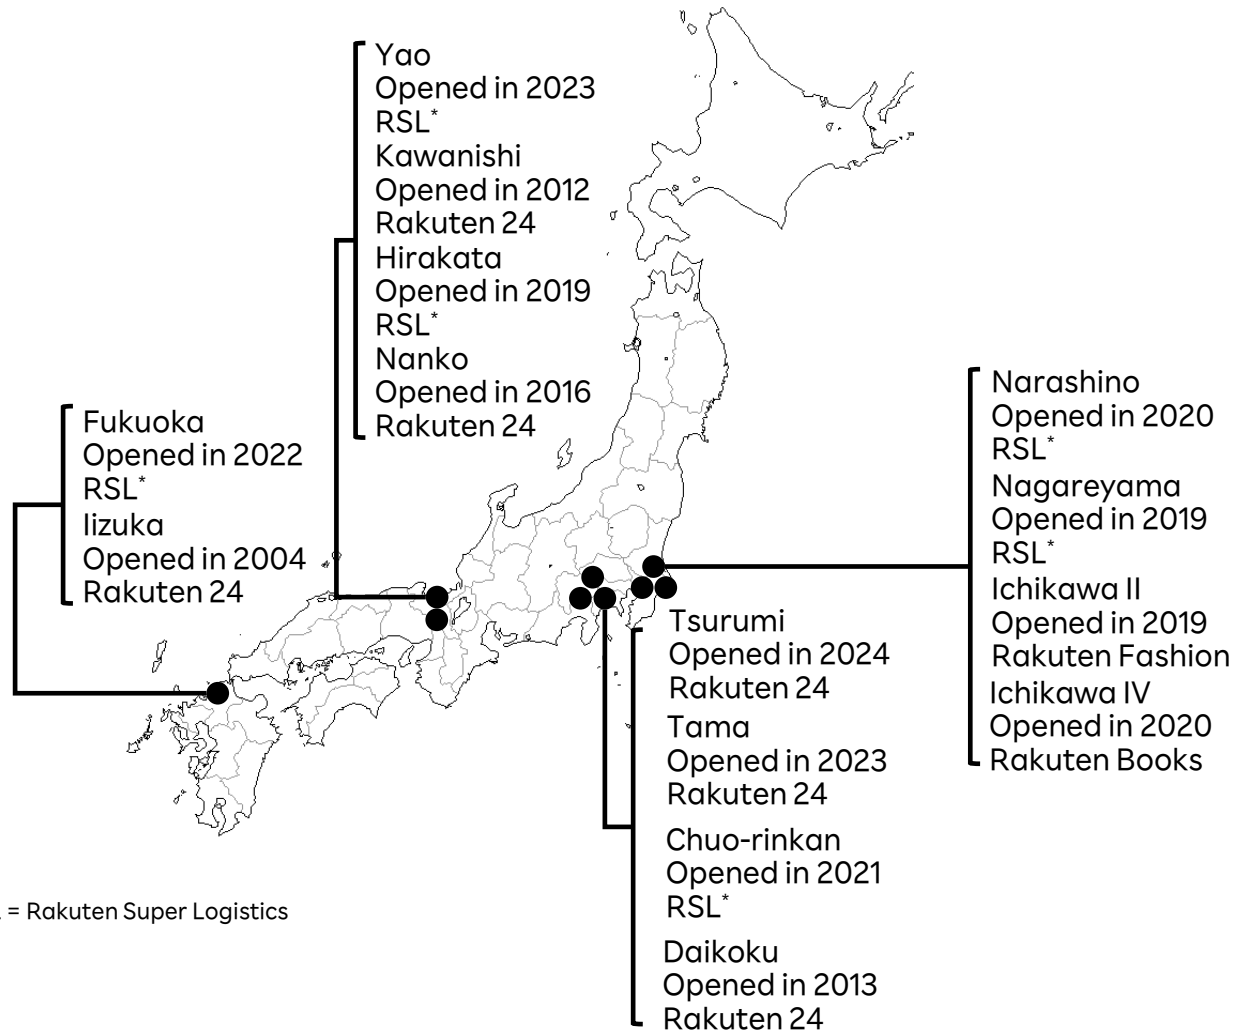 Yao
Opened in 2023
RSL*
Kawanishi
Opened in 2012
Rakuten 24
Hirakata
Opened in 2019
RSL*
Nanko
Opened in 2016
Rakuten 24
Fukuoka
Opened in 2022
RSL*
Iizuka
Opened in 2004
Rakuten 24
Narashino
Opened in 2020
RSL*
Nagareyama
Opened in 2019
RSL*
Ichikawa II
Opened in 2019
Rakuten Fashion
Ichikawa IV
Opened in 2020
Rakuten Books
Tsurumi
Opened in 2024
Rakuten 24
Tama
Opened in 2023
Rakuten 24
Chuo-rinkan
Opened in 2021
RSL*
Daikoku
Opened in 2013
Rakuten 24
= Rakuten Super Logistics